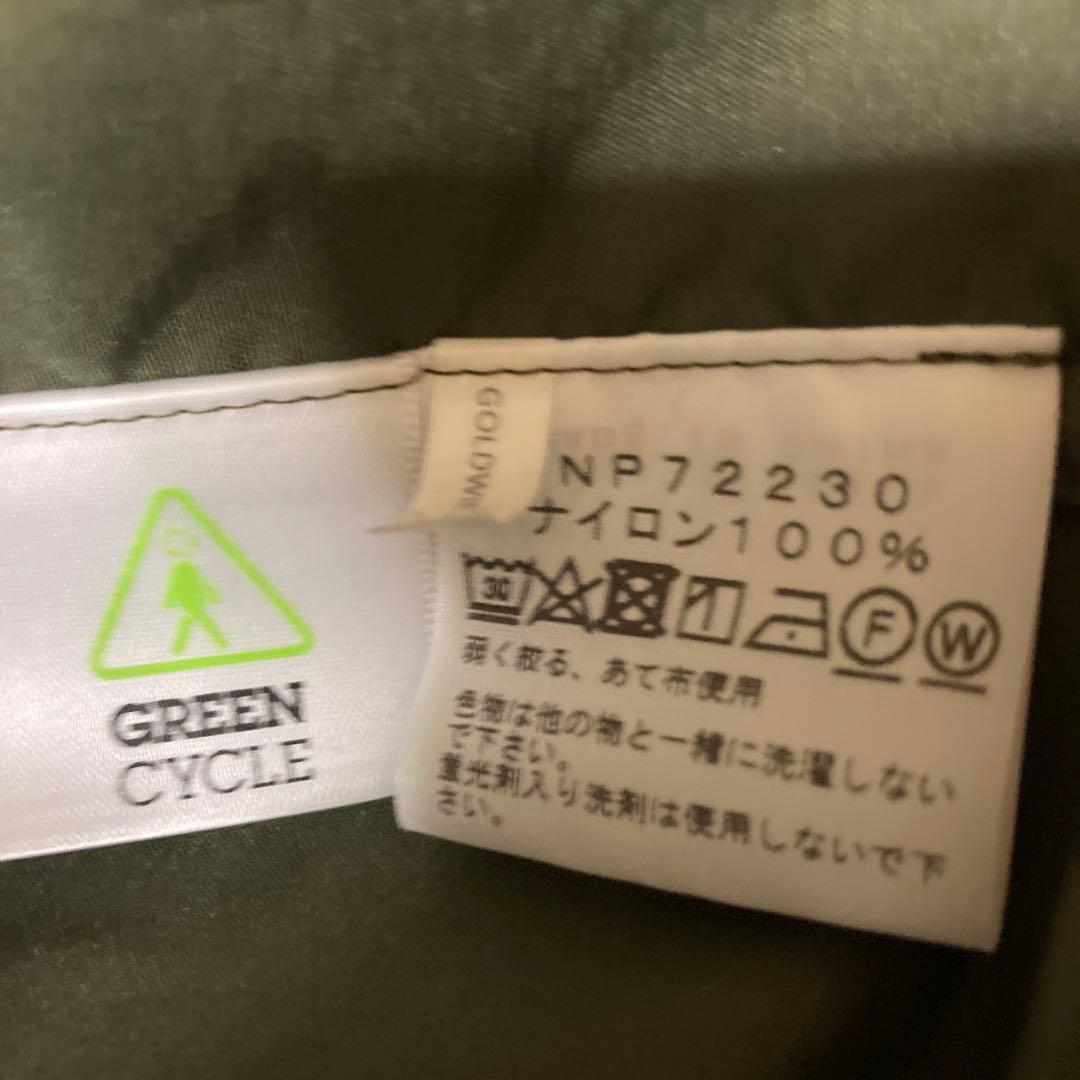 GREEN
CYCLE
GOLDWIN
NP72230
ナイロン100%
30
F
W
弱く絞る、あて布使用
色物は他の物と一緒に洗濯しない
で下さい。
蛍光剤入り洗剤は使用しないで下
さい。